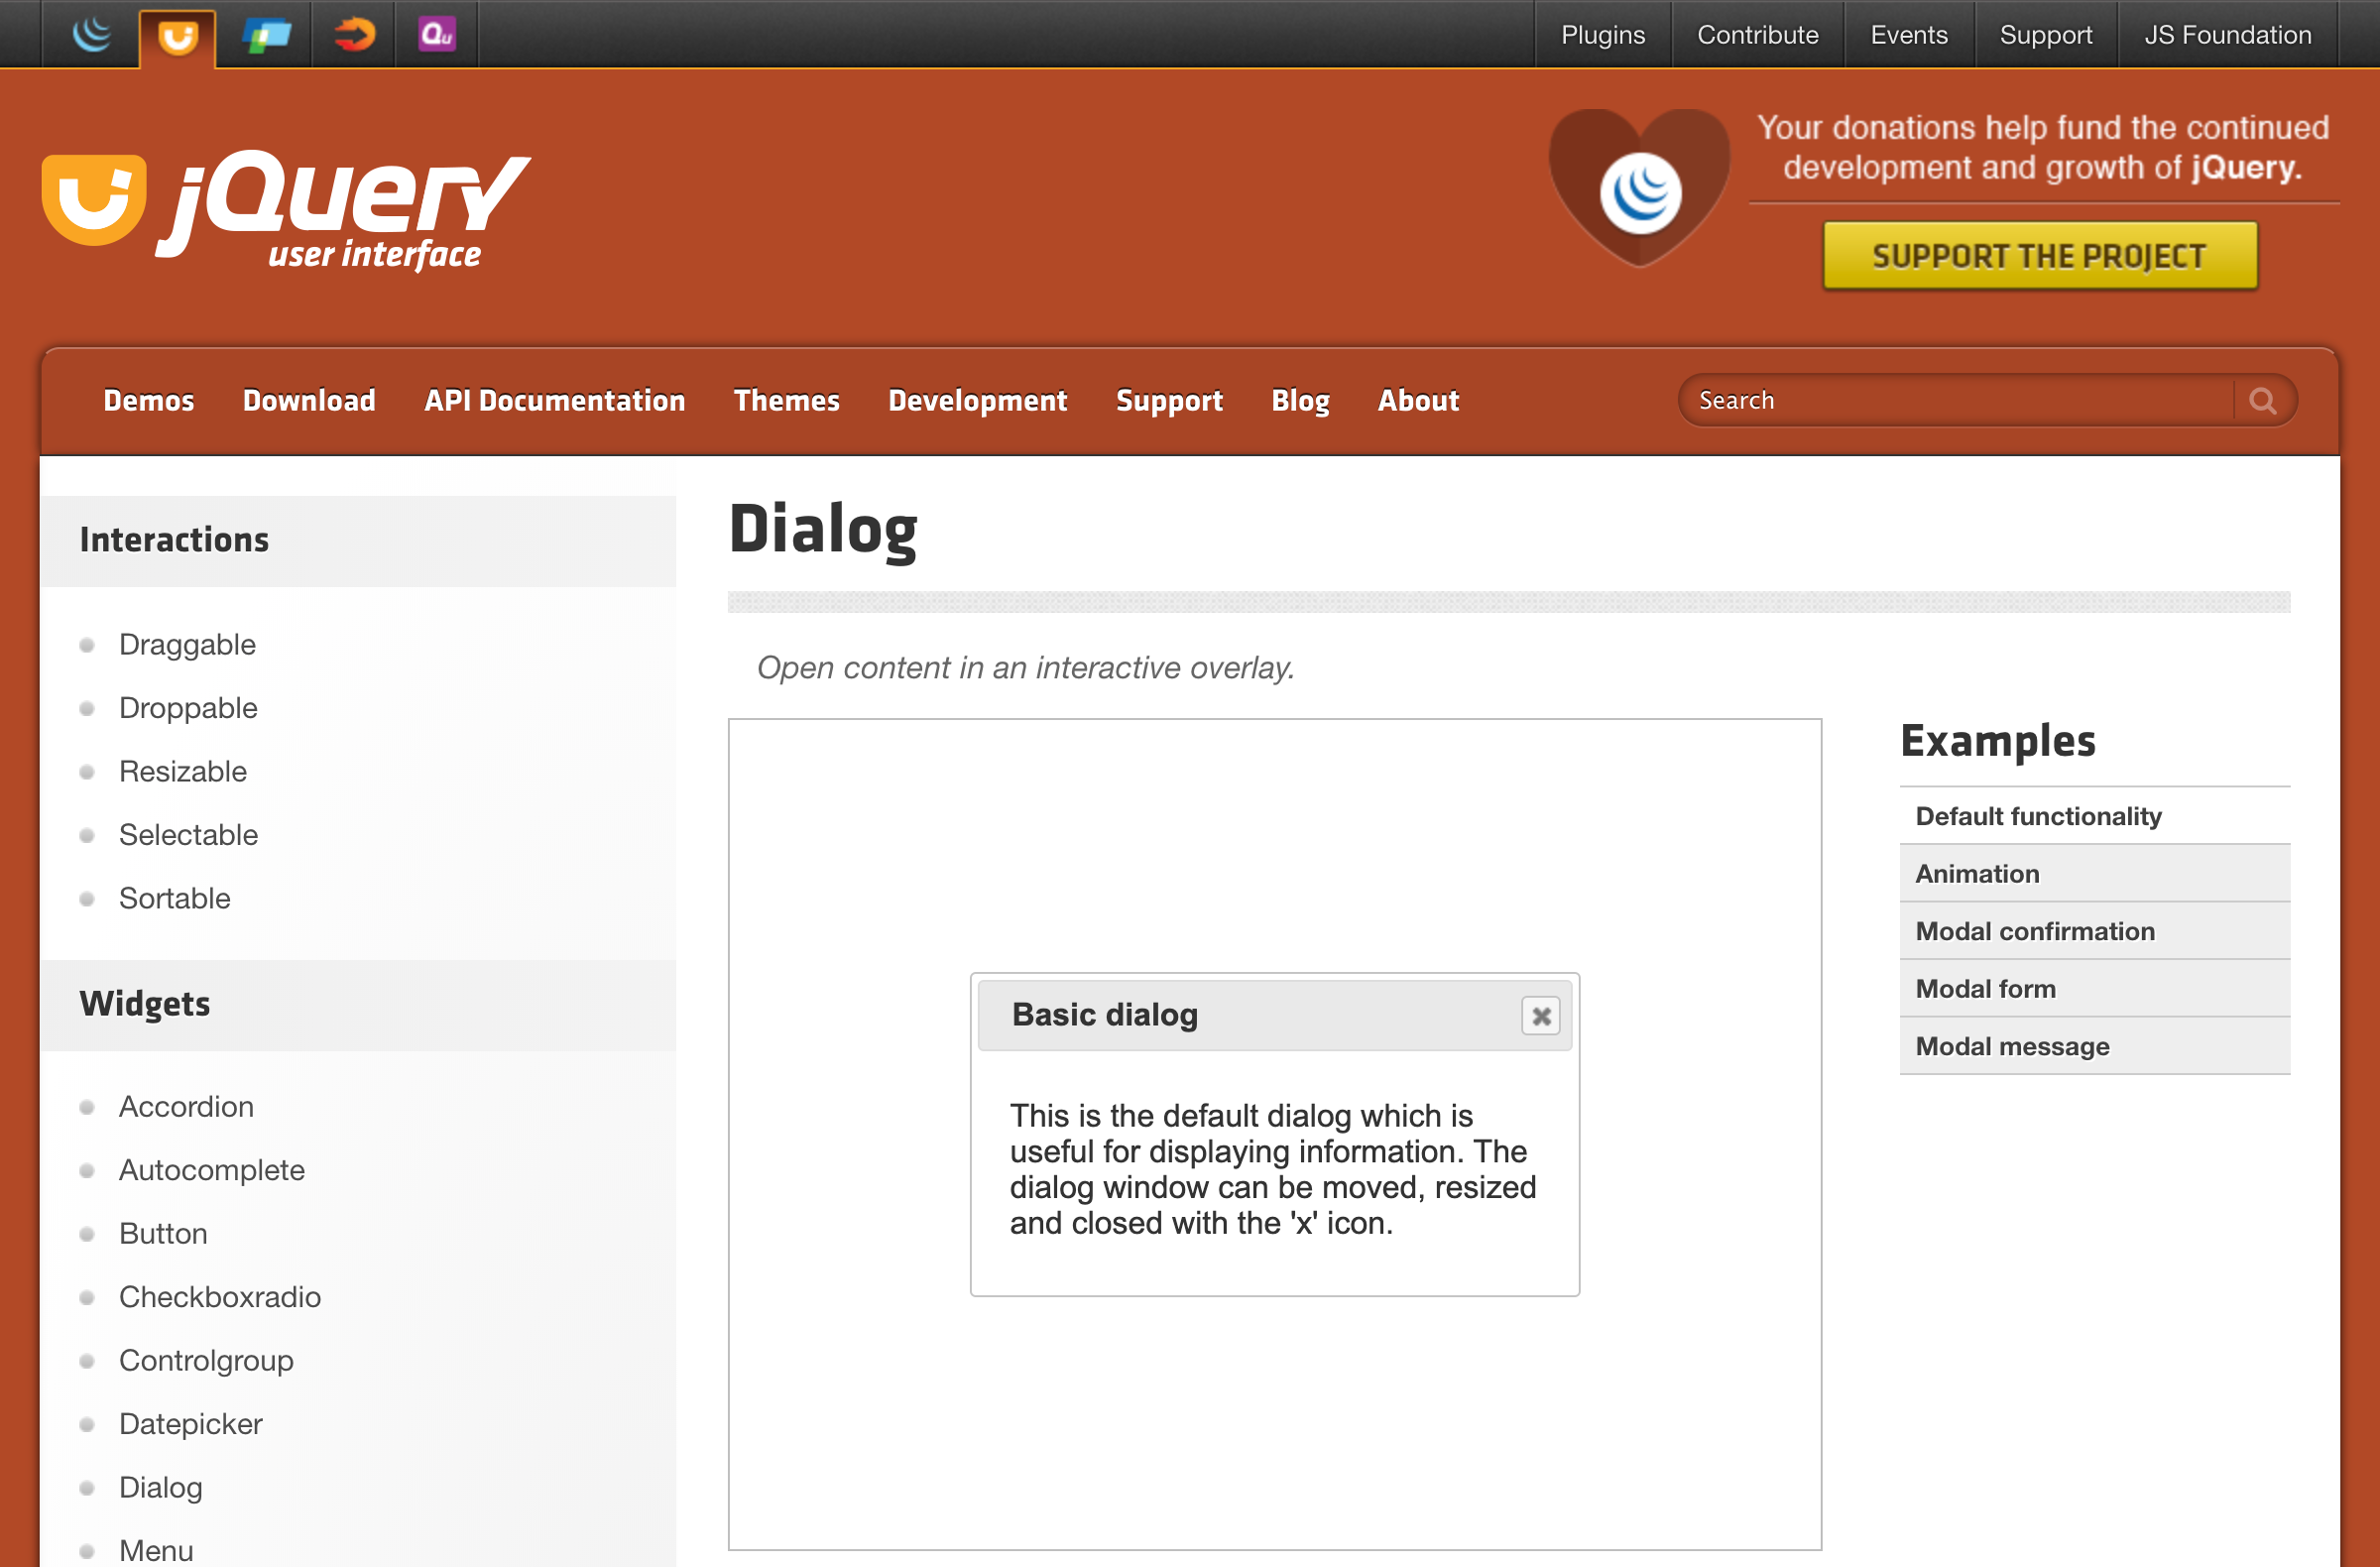 Qu
Plugins
Contribute
Events
Support
JS Foundation
jQuery
user interface
Your donations help fund the continued
development and growth of jQuery.
SUPPORT THE PROJECT
Demos
Download
API Documentation
Themes
Development
Support
Blog
About
Search
Interactions
Draggable
Droppable
Resizable
Selectable
Sortable
Widgets
Accordion
Autocomplete
Button
Checkboxradio
Controlgroup
Datepicker
Dialog
Menu
Dialog
Open content in an interactive overlay.
Basic dialog
This is the default dialog which is
useful for displaying information. The
dialog window can be moved, resized
and closed with the 'x' icon.
Examples
Default functionality
Animation
Modal confirmation
Modal form
Modal message